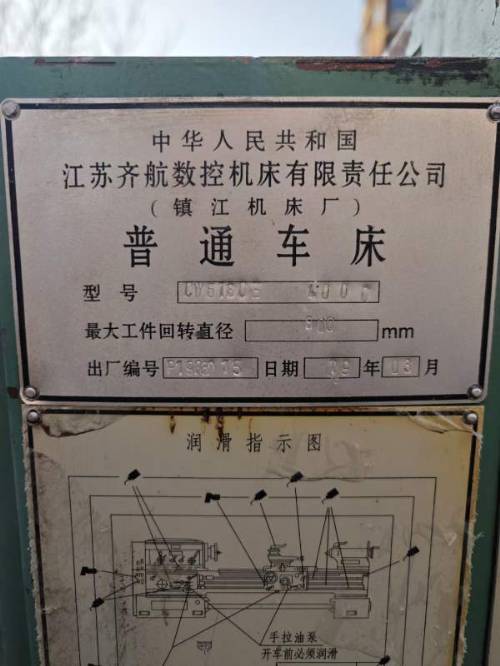 中华人民共和国
江苏齐航数控机床有限责任公司
(镇江机床厂)
普通车床
型号
最大工件回转直径 mm
出厂编号 日期 09 年 03 月
润滑指示图
手拉油泵
开车前必须润滑